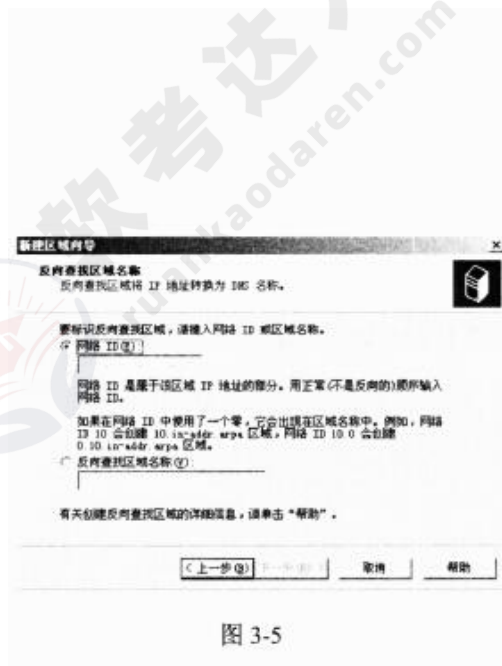 软考达人
ruankaodaren.com
新建区域向导
反向查找区域名称
反向查找区域将 IP 地址转换为 DNS 名称。
要标识反向查找区域，请键入网络 ID 或区域名称。
网络 ID(E):
网络 ID 是属于该区域 IP 地址的部分。用正常(不是反向的)顺序输入
网络 ID。
如果在网络 ID 中使用了一个零，它会出现在区域名称中。例如，网络
ID 10 会创建 10.in-addr.arpa 区域，网络 ID 10.0 会创建
0.10.in-addr.arpa 区域。
反向查找区域名称(V):
有关创建反向查找区域的详细信息，请单击“帮助”。
<上一步(B)
取消
帮助
图 3-5